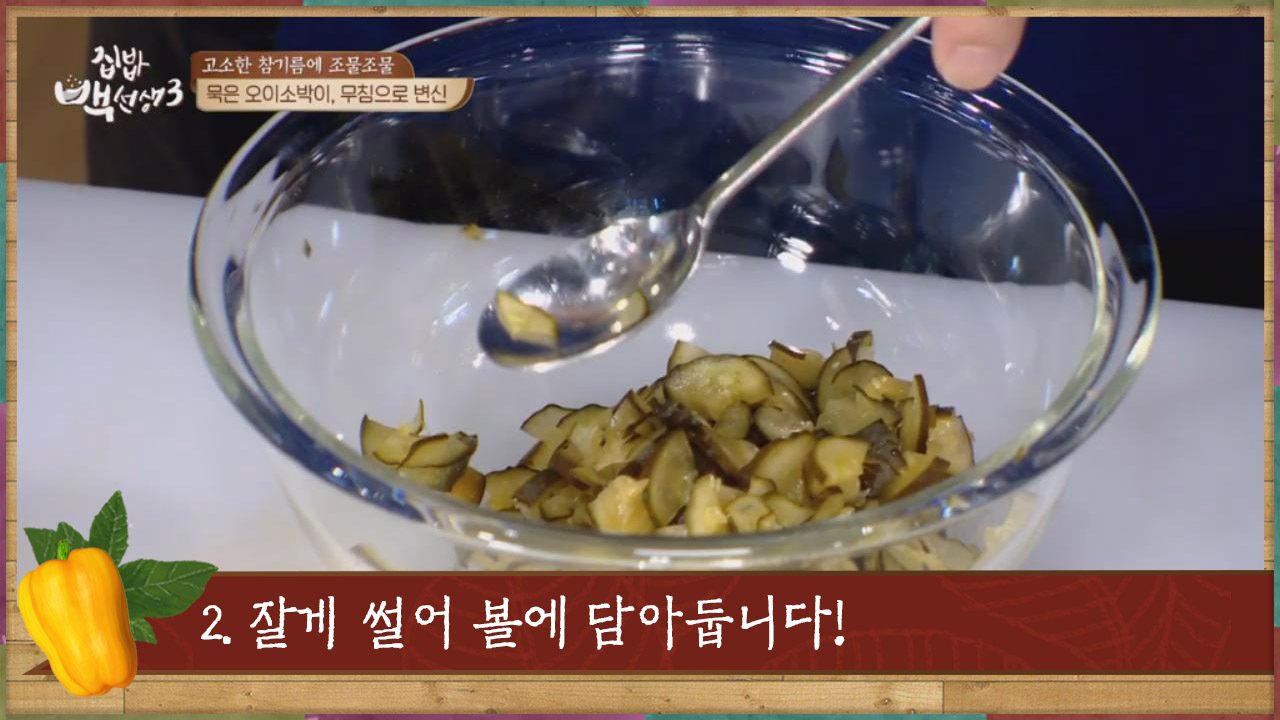 집밥
백선생3
고소한 참기름에 조물조물
묵은 오이소박이, 무침으로 변신
2. 잘게 썰어 볼에 담아둡니다!